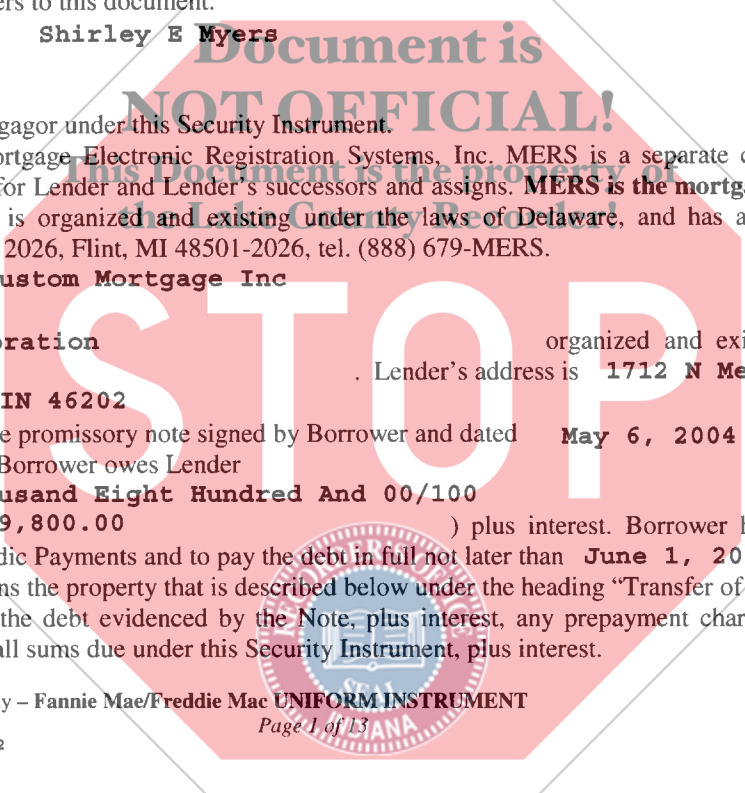 ers to this document.
Shirley E Myers
Document is
NOT OFFICIAL!
gagor under this Security Instrument.
ortgage Electronic Registration Systems, Inc. MERS is a separate
This Document is the property of
for Lender and Lender's successors and assigns. MERS is the mortg
the Lake County Recorder!
is organized and existing under the laws of Delaware, and has a
2026, Flint, MI 48501-2026, tel. (888) 679-MERS.
ustom Mortgage Inc
STOP
oration organized and exi
. Lender's address is 1712 N Me
IN 46202
e promissory note signed by Borrower and dated May 6, 2004
Borrower owes Lender
usand Eight Hundred And 00/100
9,800.00 ) plus interest. Borrower
dic Payments and to pay the debt in full not later than June 1, 20
ns the property that is described below under the heading “Transfer of
the debt evidenced by the Note, plus interest, any prepayment char
all sums due under this Security Instrument, plus interest.
SEAL
INDIANA
y – Fannie Mae/Freddie Mac UNIFORM INSTRUMENT
Page 1 of 13
2